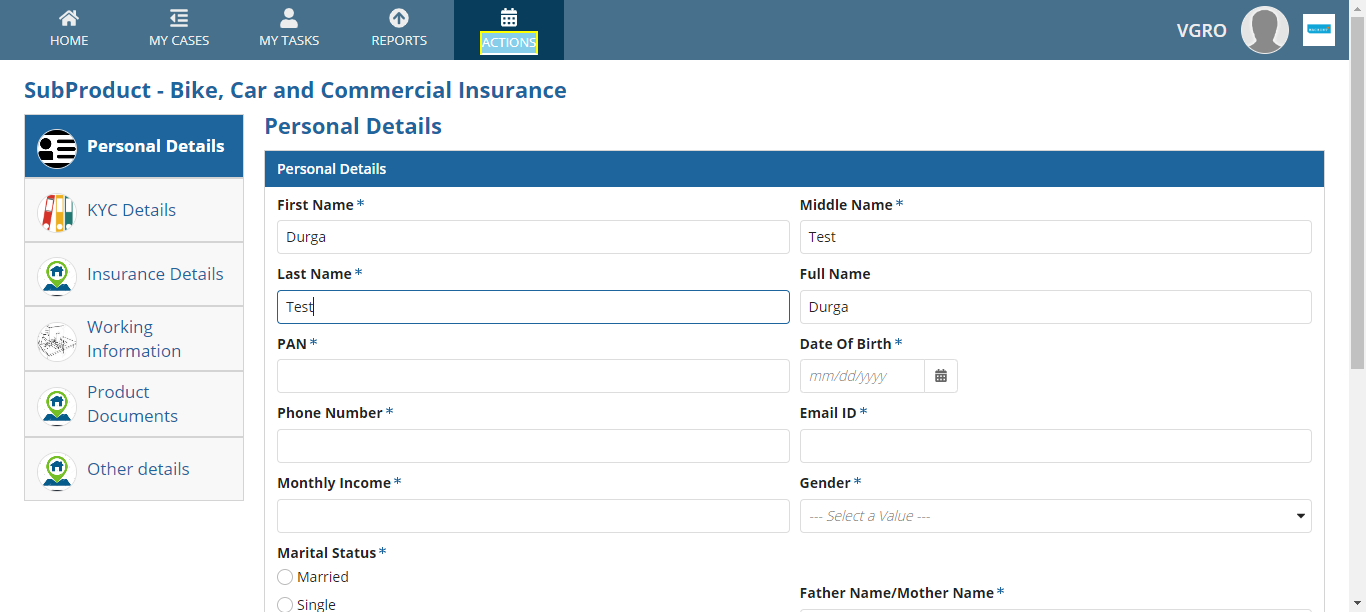 HOME
MY CASES
MY TASKS
REPORTS
ACTIONS
VGRO
SubProduct - Bike, Car and Commercial Insurance
Personal Details
KYC Details
Insurance Details
Working
Information
Product
Documents
Other details
Personal Details
Personal Details
First Name *
Middle Name *
Durga
Test
Last Name *
Full Name
Test
Durga
PAN *
Date Of Birth *
mm/dd/yyyy
Phone Number *
Email ID *
Monthly Income *
Gender *
--- Select a Value ---
Marital Status *
Married
Father Name/Mother Name *
Single